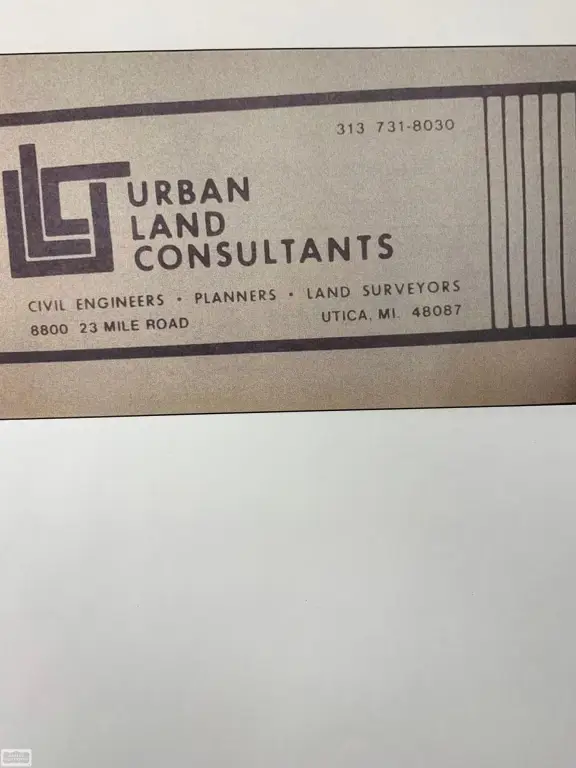 313 731-8030
URBAN
LAND
CONSULTANTS
CIVIL ENGINEERS • PLANNERS • LAND SURVEYORS
8800 23 MILE ROAD UTICA, MI. 48087